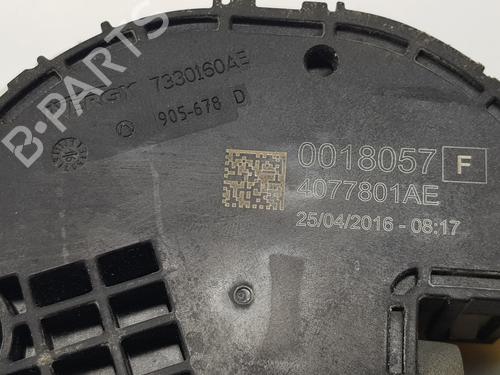 7330160AE
905-678 D
0018057 F
4077801AE
25/04/2016 - 08:17
B-PARTS